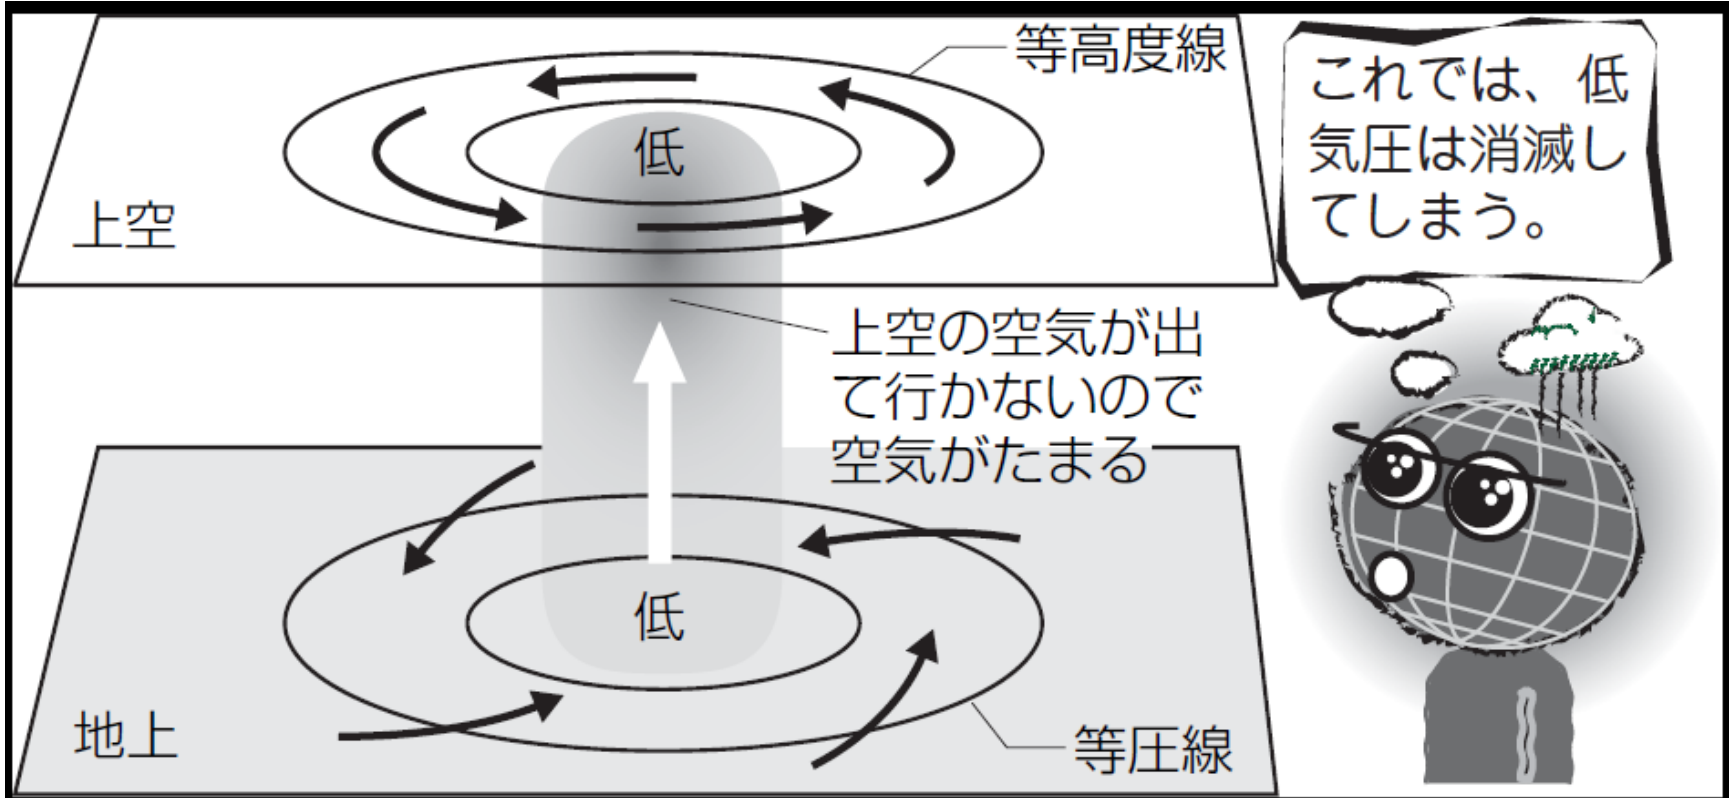 等高度線
低
上空
上空の空気が出
て行かないので
空気がたまる
低
地上
等圧線
これでは、低
気圧は消滅し
てしまう。